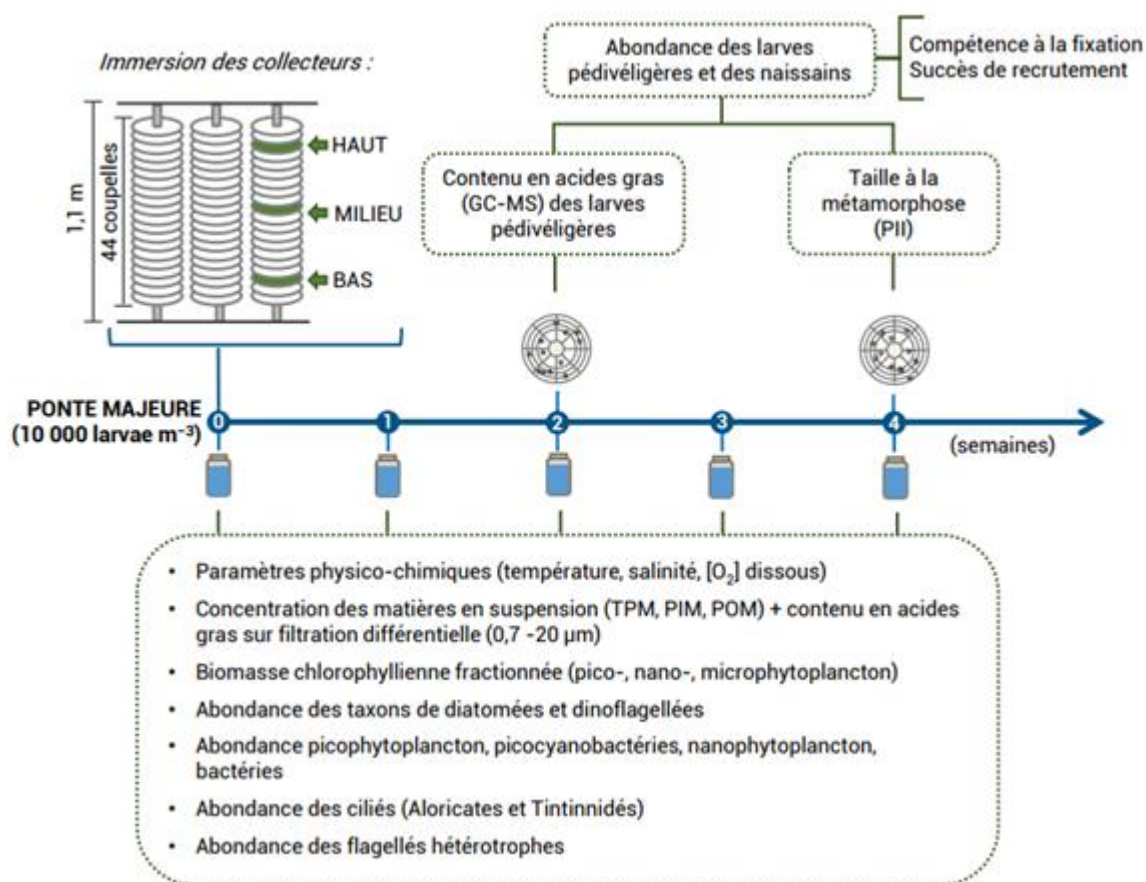 Immersion des collecteurs :
1,1 m
44 coupelles
HAUT
MILIEU
BAS
Abondance des larves
pédivéligères et des naissains
Compétence à la fixation
Succès de recrutement
Contenu en acides gras
(GC-MS) des larves
pédivéligères
Taille à la
métamorphose
(PII)
PONTE MAJEURE
(10 000 larvae m⁻³)
0
1
2
3
4
(semaines)
• Paramètres physico-chimiques (température, salinité, [O₂] dissous)
• Concentration des matières en suspension (TPM, PIM, POM) + contenu en acides
gras sur filtration différentielle (0,7 -20 µm)
• Biomasse chlorophyllienne fractionnée (pico-, nano-, microphytoplancton)
• Abondance des taxons de diatomées et dinoflagellées
• Abondance picophytoplancton, picocyanobactéries, nanophytoplancton,
bactéries
• Abondance des ciliés (Aloricates et Tintinnidés)
• Abondance des flagellés hétérotrophes